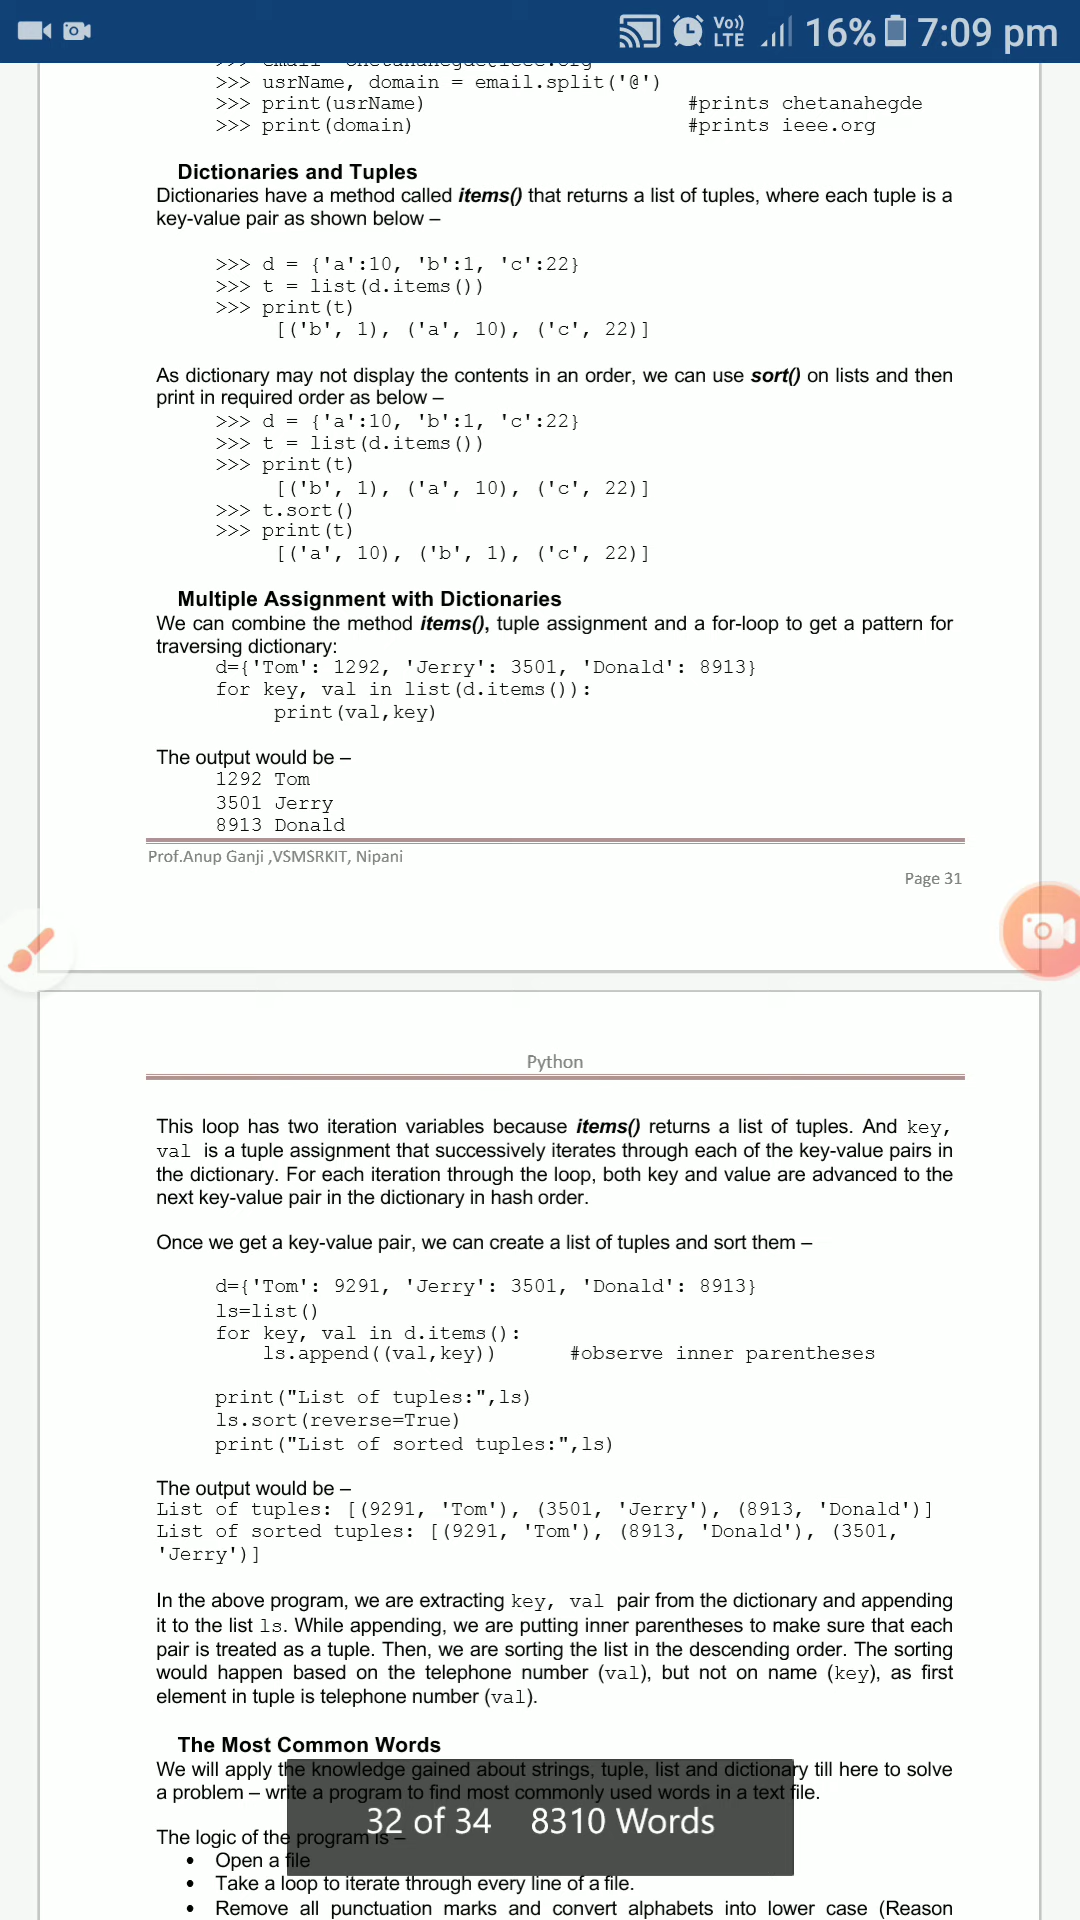 Vo)) LTE 16% 7:09 pm
>>> usrName, domain = email.split('@')
>>> print(usrName) #prints chetanahegde
>>> print(domain) #prints ieee.org
Dictionaries and Tuples
Dictionaries have a method called items() that returns a list of tuples, where each tuple is a
key-value pair as shown below –
>>> d = {'a':10, 'b':1, 'c':22}
>>> t = list(d.items())
>>> print(t)
[('b', 1), ('a', 10), ('c', 22)]
As dictionary may not display the contents in an order, we can use sort() on lists and then
print in required order as below –
>>> d = {'a':10, 'b':1, 'c':22}
>>> t = list(d.items())
>>> print(t)
[('b', 1), ('a', 10), ('c', 22)]
>>> t.sort()
>>> print(t)
[('a', 10), ('b', 1), ('c', 22)]
Multiple Assignment with Dictionaries
We can combine the method items(), tuple assignment and a for-loop to get a pattern for
traversing dictionary:
d={'Tom': 1292, 'Jerry': 3501, 'Donald': 8913}
for key, val in list(d.items()):
print(val,key)
The output would be –
1292 Tom
3501 Jerry
8913 Donald
Prof.Anup Ganji ,VSMSRKIT, Nipani
Page 31
Python
This loop has two iteration variables because items() returns a list of tuples. And key,
val is a tuple assignment that successively iterates through each of the key-value pairs in
the dictionary. For each iteration through the loop, both key and value are advanced to the
next key-value pair in the dictionary in hash order.
Once we get a key-value pair, we can create a list of tuples and sort them –
d={'Tom': 9291, 'Jerry': 3501, 'Donald': 8913}
ls=list()
for key, val in d.items():
ls.append((val,key)) #observe inner parentheses
print("List of tuples:",ls)
ls.sort(reverse=True)
print("List of sorted tuples:",ls)
The output would be –
List of tuples: [(9291, 'Tom'), (3501, 'Jerry'), (8913, 'Donald')]
List of sorted tuples: [(9291, 'Tom'), (8913, 'Donald'), (3501,
'Jerry')]
In the above program, we are extracting key, val pair from the dictionary and appending
it to the list ls. While appending, we are putting inner parentheses to make sure that each
pair is treated as a tuple. Then, we are sorting the list in the descending order. The sorting
would happen based on the telephone number (val), but not on name (key), as first
element in tuple is telephone number (val).
The Most Common Words
We will apply the knowledge gained about strings, tuple, list and dictionary till here to solve
a problem – write a program to find most commonly used words in a text file.
32 of 34 8310 Words
The logic of the program is –
• Open a file
• Take a loop to iterate through every line of a file.
• Remove all punctuation marks and convert alphabets into lower case (Reason